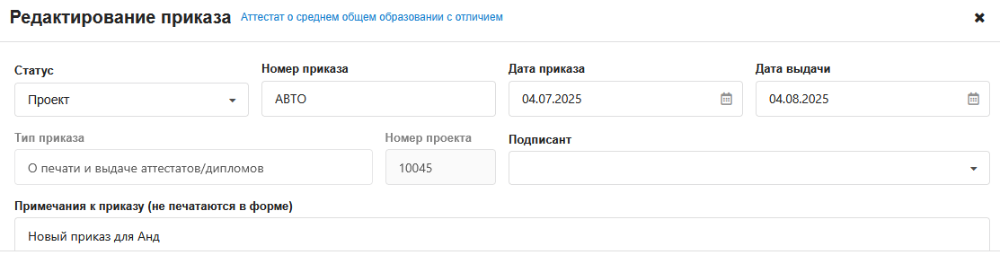 Редактирование приказа Аттестат о среднем общем образовании с отличием
Статус Номер приказа Дата приказа Дата выдачи
Проект АВТО 04.07.2025 04.08.2025
Тип приказа Номер проекта Подписант
О печати и выдаче аттестатов/дипломов 10045
Примечания к приказу (не печатаются в форме)
Новый приказ для Анд